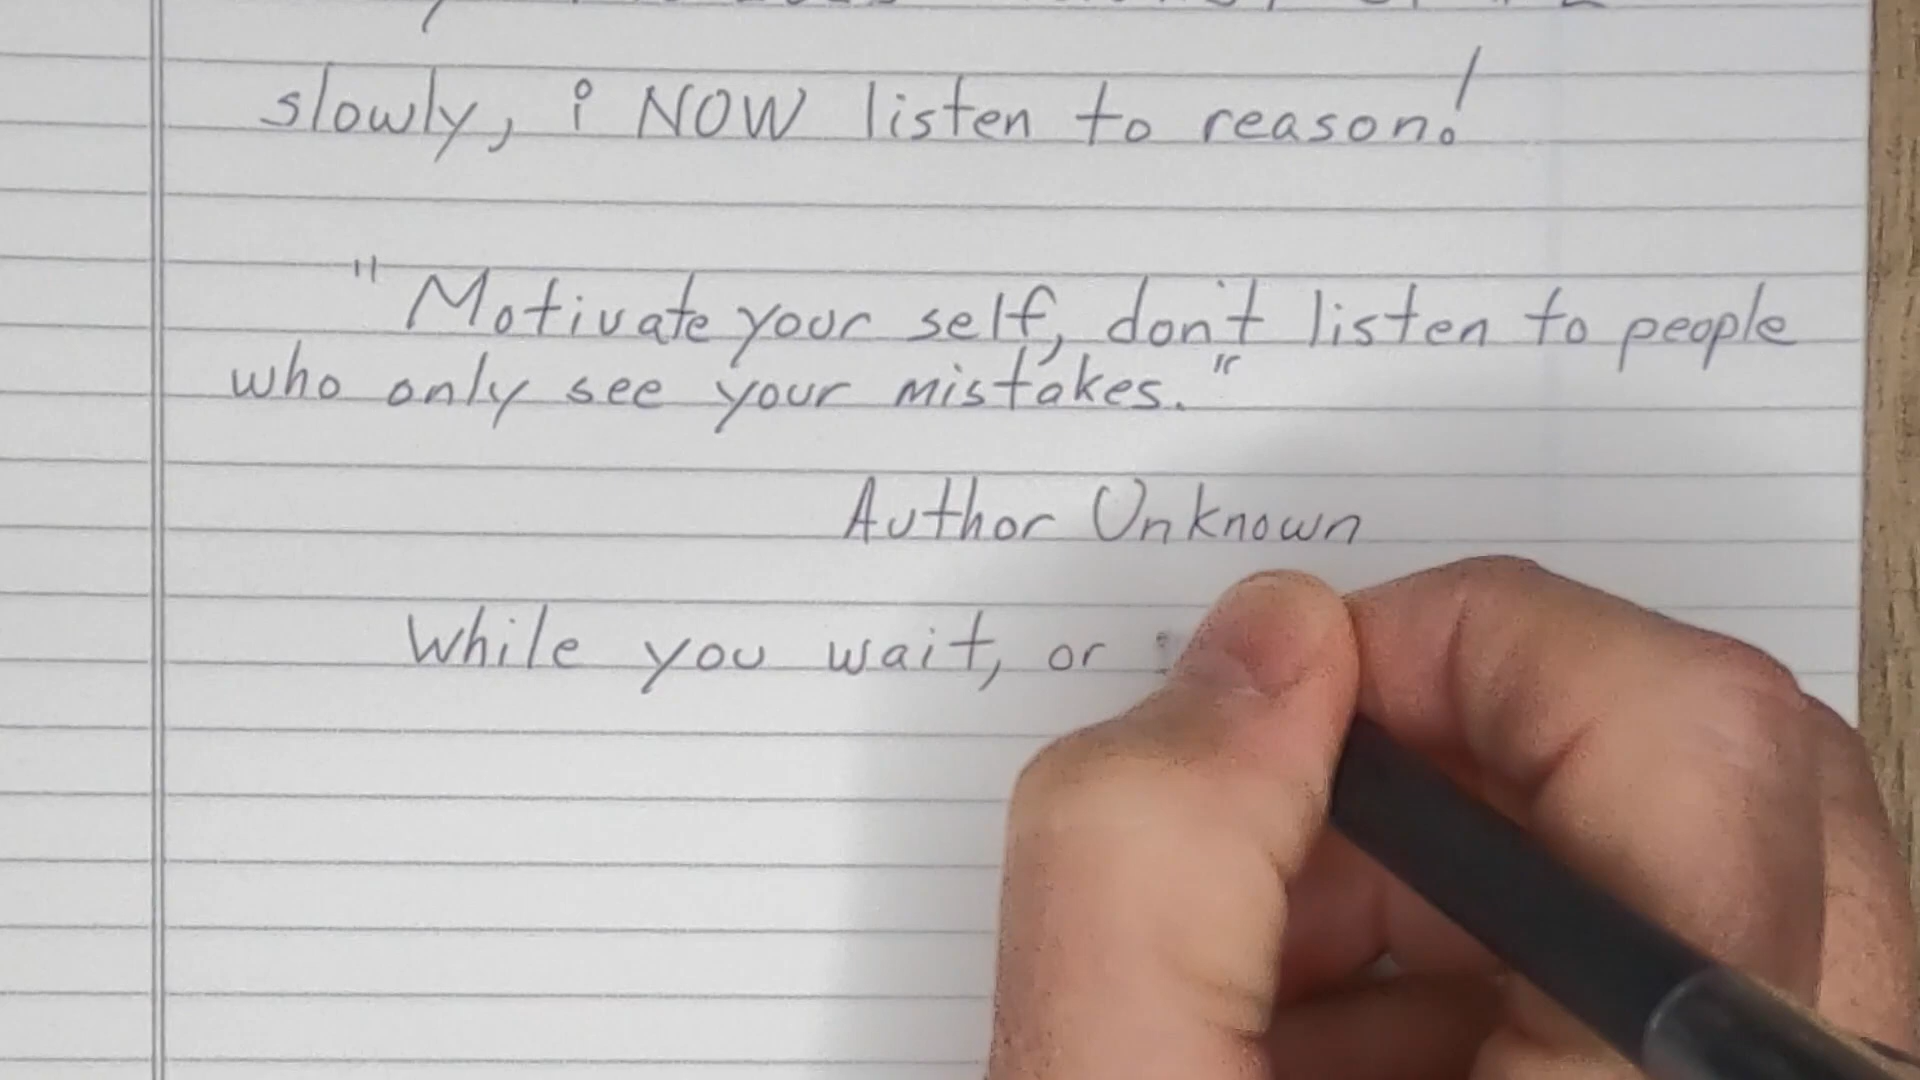 slowly, i NOW listen to reason!
"Motivate your self, don't listen to people
who only see your mistakes."
Author Unknown
While you wait, or